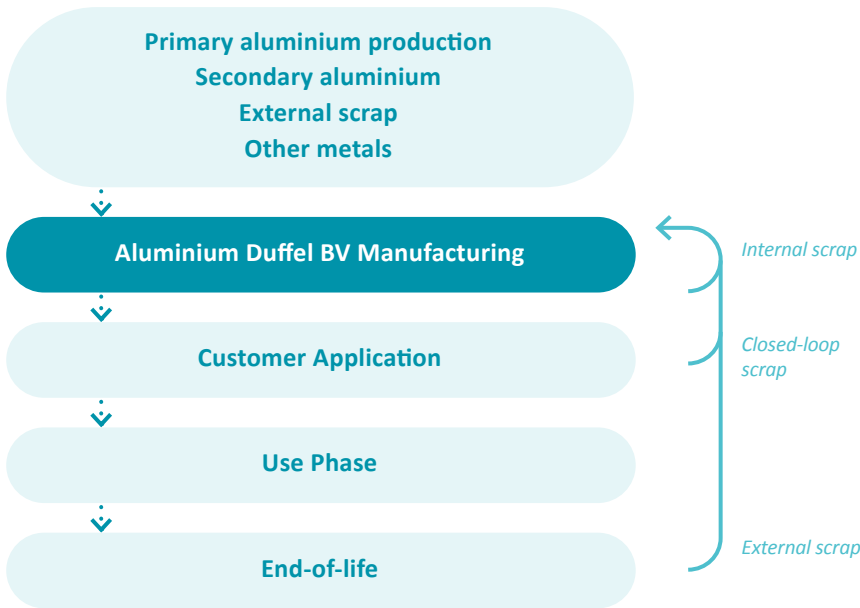 Primary aluminium production
Secondary aluminium
External scrap
Other metals
Aluminium Duffel BV Manufacturing
Internal scrap
Customer Application
Closed-loop
scrap
Use Phase
End-of-life
External scrap